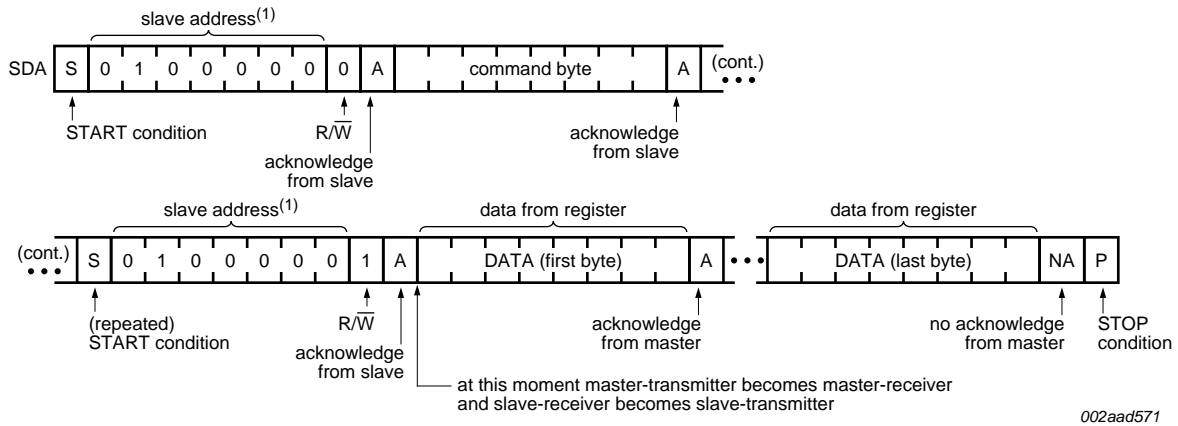 slave address(1)
SDA S 0 1 0 0 0 0 0 0 A command byte A (cont.)
START condition R/W acknowledge from slave acknowledge from slave
slave address(1) data from register data from register
(cont.) S 0 1 0 0 0 0 0 1 A DATA (first byte) A DATA (last byte) NA P
(repeated) START condition R/W acknowledge from slave acknowledge from master no acknowledge from master STOP condition
at this moment master-transmitter becomes master-receiver
and slave-receiver becomes slave-transmitter
002aad571